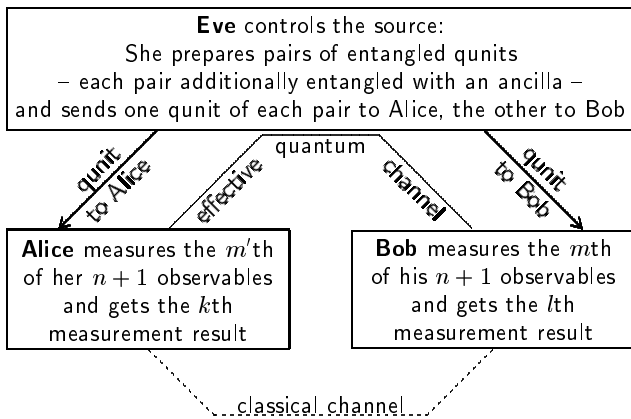 Eve controls the source:
She prepares pairs of entangled qunits
– each pair additionally entangled with an ancilla –
and sends one qunit of each pair to Alice, the other to Bob
qunit
to Alice
effective
quantum
channel
qunit
to Bob
Alice measures the m′th
of her n + 1 observables
and gets the kth
measurement result
Bob measures the mth
of his n + 1 observables
and gets the lth
measurement result
classical channel